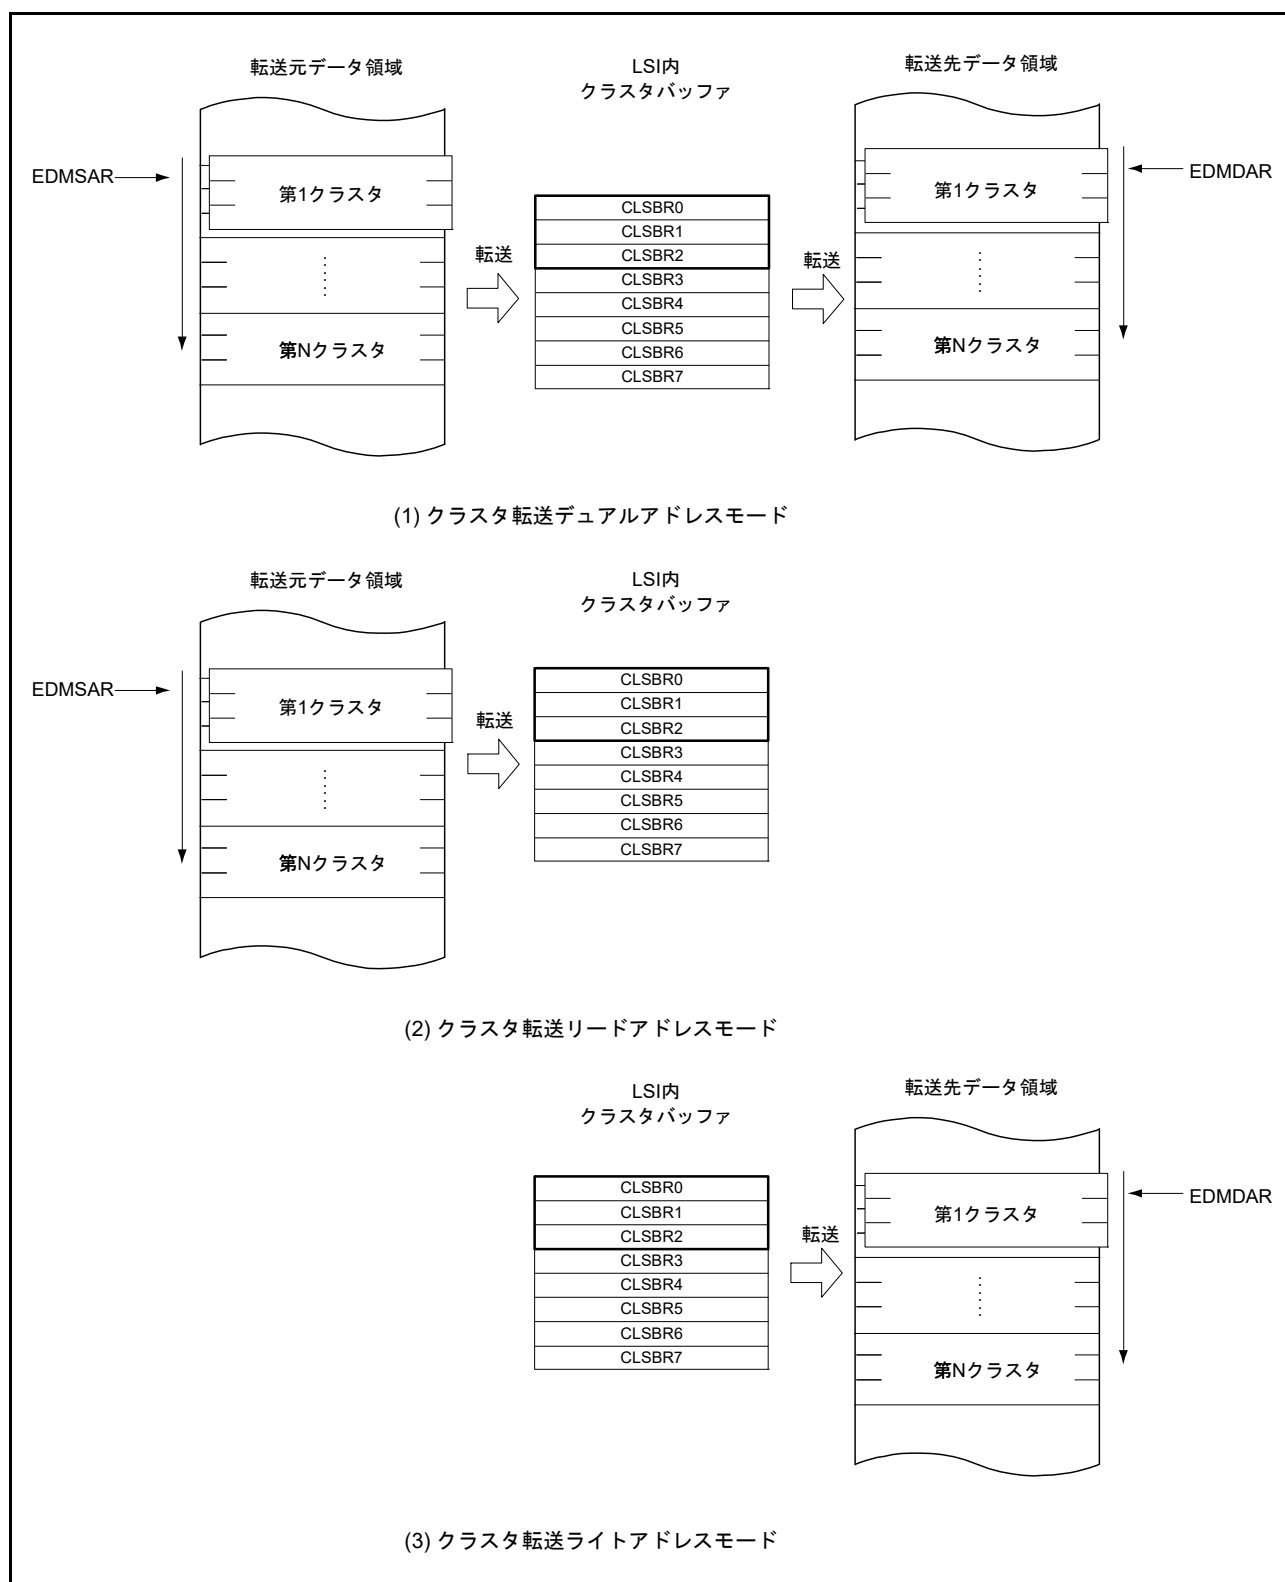 転送元データ領域
LSI内
クラスタバッファ
転送先データ領域
EDMSAR
第1クラスタ
第Nクラスタ
転送
CLSBR0
CLSBR1
CLSBR2
CLSBR3
CLSBR4
CLSBR5
CLSBR6
CLSBR7
転送
第1クラスタ
第Nクラスタ
EDMDAR
(1) クラスタ転送デュアルアドレスモード
転送元データ領域
LSI内
クラスタバッファ
EDMSAR
第1クラスタ
第Nクラスタ
転送
CLSBR0
CLSBR1
CLSBR2
CLSBR3
CLSBR4
CLSBR5
CLSBR6
CLSBR7
(2) クラスタ転送リードアドレスモード
LSI内
クラスタバッファ
転送先データ領域
CLSBR0
CLSBR1
CLSBR2
CLSBR3
CLSBR4
CLSBR5
CLSBR6
CLSBR7
転送
第1クラスタ
第Nクラスタ
EDMDAR
(3) クラスタ転送ライトアドレスモード